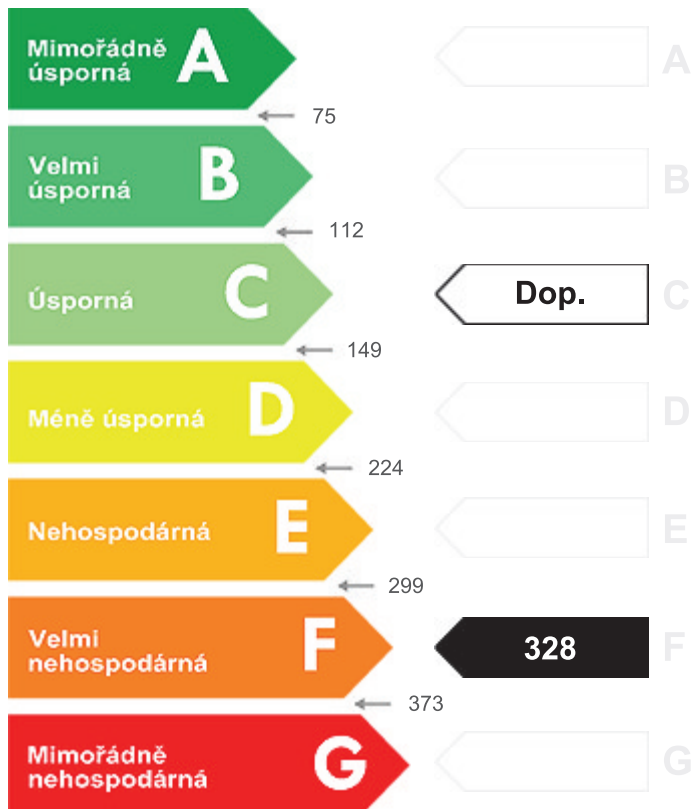 Mimořádně
úsporná
A
A
75
Velmi
úsporná
B
B
112
Úsporná
C
Dop.
C
149
Méně úsporná
D
D
224
Nehospodárná
E
E
299
Velmi
nehospodárná
F
328
F
373
Mimořádně
nehospodárná
G
G